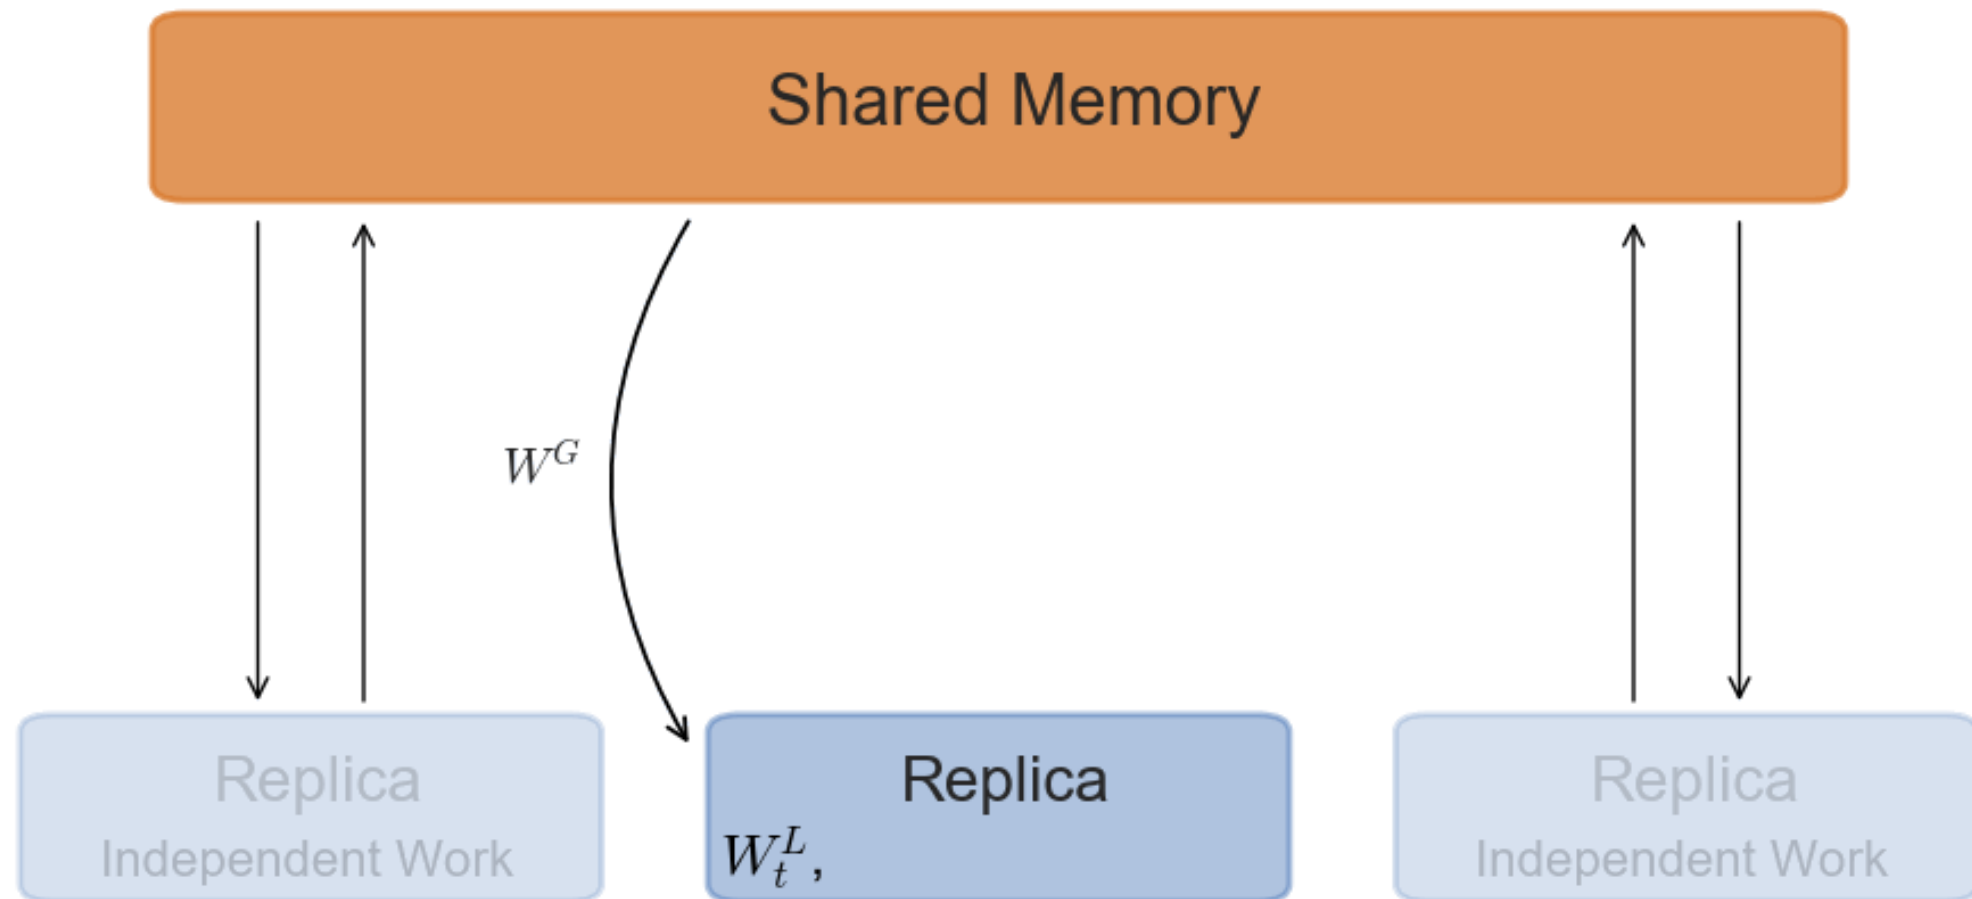 Shared Memory
W^G
Replica
Independent Work
Replica
W_t^L,
Replica
Independent Work